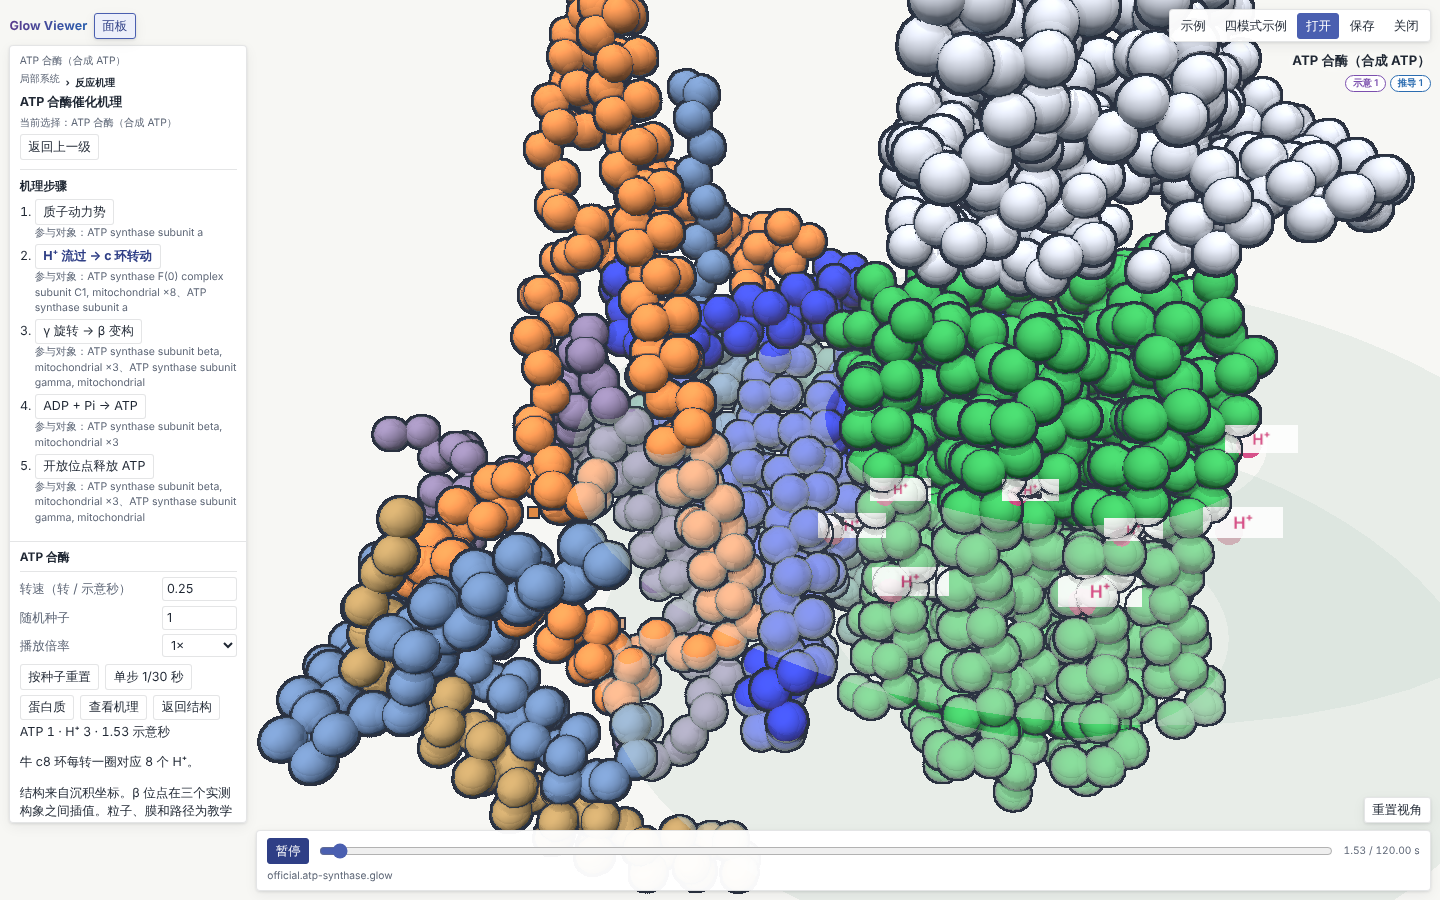 Glow Viewer 面板
示例 四模式示例 打开 保存 关闭
ATP 合酶（合成 ATP）
示意 1 推导 1
ATP 合酶（合成 ATP）
局部系统 › 反应机理
ATP 合酶催化机理
当前选择：ATP 合酶（合成 ATP）
返回上一级
机理步骤
1. 质子动力势
参与对象：ATP synthase subunit a
2. H⁺ 流过 → c 环转动
参与对象：ATP synthase F(0) complex
subunit C1, mitochondrial ×8、ATP
synthase subunit a
3. γ 旋转 → β 变构
参与对象：ATP synthase subunit beta,
mitochondrial ×3、ATP synthase subunit
gamma, mitochondrial
4. ADP + Pi → ATP
参与对象：ATP synthase subunit beta,
mitochondrial ×3
5. 开放位点释放 ATP
参与对象：ATP synthase subunit beta,
mitochondrial ×3、ATP synthase subunit
gamma, mitochondrial
ATP 合酶
转速（转 / 示意秒） 0.25
随机种子 1
播放倍率 1×
按种子重置 单步 1/30 秒
蛋白质 查看机理 返回结构
ATP 1 · H⁺ 3 · 1.53 示意秒
牛 c8 环每转一圈对应 8 个 H⁺。
结构来自沉积坐标。β 位点在三个实测
构象之间插值。粒子、膜和路径为教学
H⁺
H⁺
H⁺
H⁺
H⁺
H⁺
H⁺
H⁺
重置视角
暂停 1.53 / 120.00 s
official.atp-synthase.glow